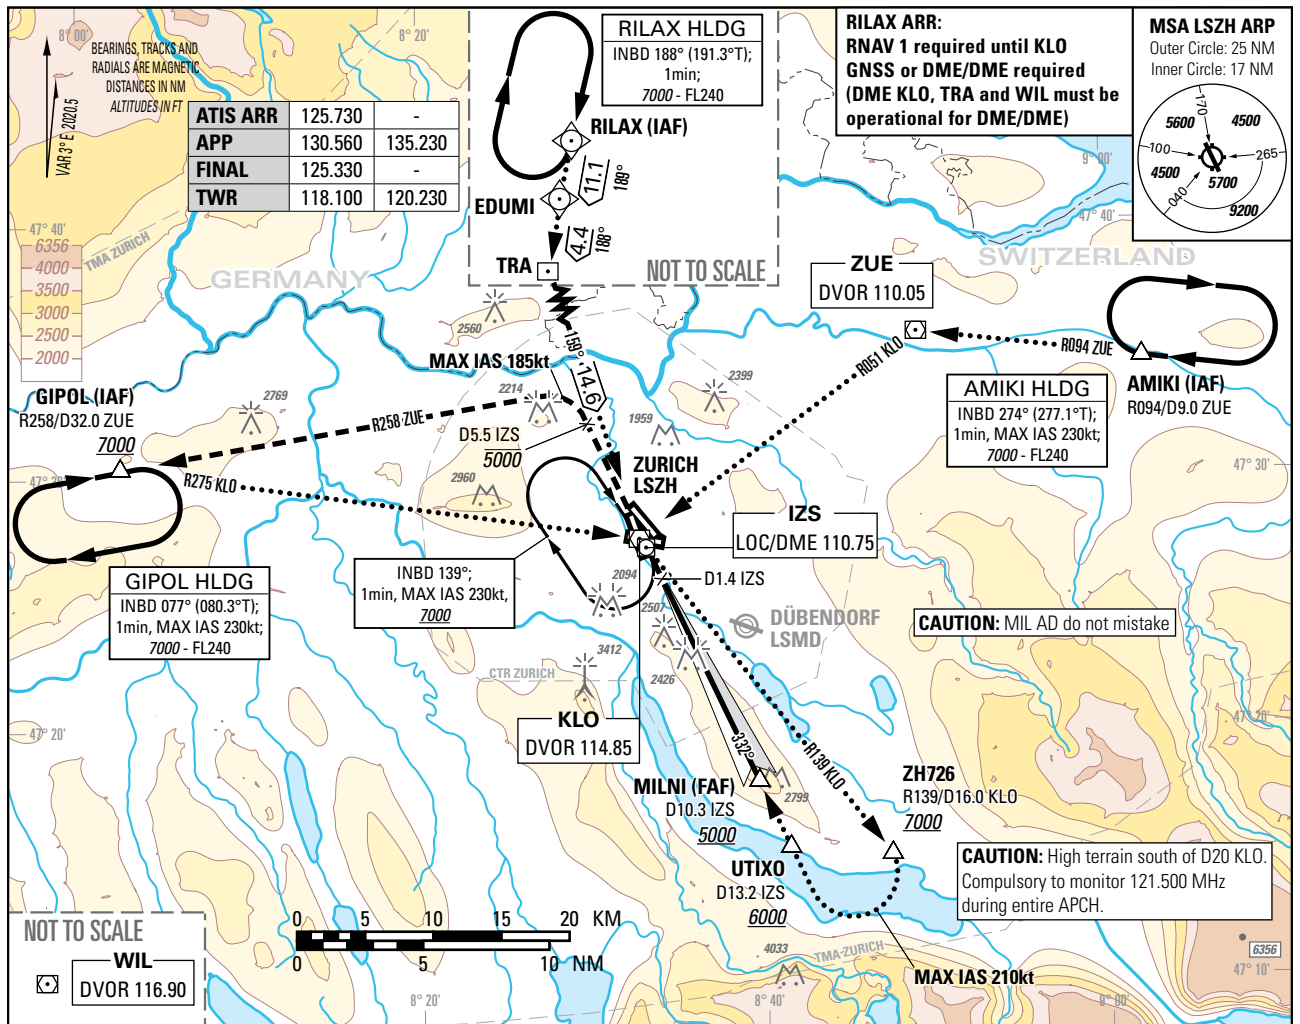 8° 00'
8° 20'
BEARINGS, TRACKS AND
RADIALS ARE MAGNETIC
DISTANCES IN NM
ALTITUDES IN FT
VAR 3° E 2020.5
ATIS ARR 125.730 -
APP 130.560 135.230
FINAL 125.330 -
TWR 118.100 120.230
RILAX HLDG
INBD 188° (191.3°T);
1min;
7000 - FL240
RILAX (IAF)
11.1
189°
EDUMI
4.4
188°
TRA
NOT TO SCALE
RILAX ARR:
RNAV 1 required until KLO
GNSS or DME/DME required
(DME KLO, TRA and WIL must be
operational for DME/DME)
9° 00'
MSA LSZH ARP
Outer Circle: 25 NM
Inner Circle: 17 NM
170
5600
4500
100
265
4500
5700
040
9200
47° 40'
47° 40'
6356
4000
3500
3000
2500
2000
TMA ZURICH
GERMANY
SWITZERLAND
ZUE
DVOR 110.05
2560
159°
14.6
MAX IAS 185kt
R051 KLO
R094 ZUE
AMIKI (IAF)
R094/D9.0 ZUE
AMIKI HLDG
INBD 274° (277.1°T);
1min, MAX IAS 230kt;
7000 - FL240
GIPOL (IAF)
R258/D32.0 ZUE
7000
2769
2214
2399
1959
R258 ZUE
D5.5 IZS
5000
ZURICH
LSZH
47° 30'
47° 30'
R275 KLO
2960
IZS
LOC/DME 110.75
GIPOL HLDG
INBD 077° (080.3°T);
1min, MAX IAS 230kt;
7000 - FL240
INBD 139°;
1min, MAX IAS 230kt,
7000
2094
D1.4 IZS
2507
DÜBENDORF
LSMD
CAUTION: MIL AD do not mistake
3412
CTR ZURICH
2426
KLO
DVOR 114.85
47° 20'
47° 20'
332°
R139 KLO
MILNI (FAF)
D10.3 IZS
5000
2799
ZH726
R139/D16.0 KLO
7000
UTIXO
D13.2 IZS
6000
CAUTION: High terrain south of D20 KLO.
Compulsory to monitor 121.500 MHz
during entire APCH.
0 5 10 15 20 KM
0 5 10 NM
NOT TO SCALE
WIL
DVOR 116.90
4033
TMA ZURICH
MAX IAS 210kt
6356
47° 10'
8° 20'
8° 40'
9° 00'